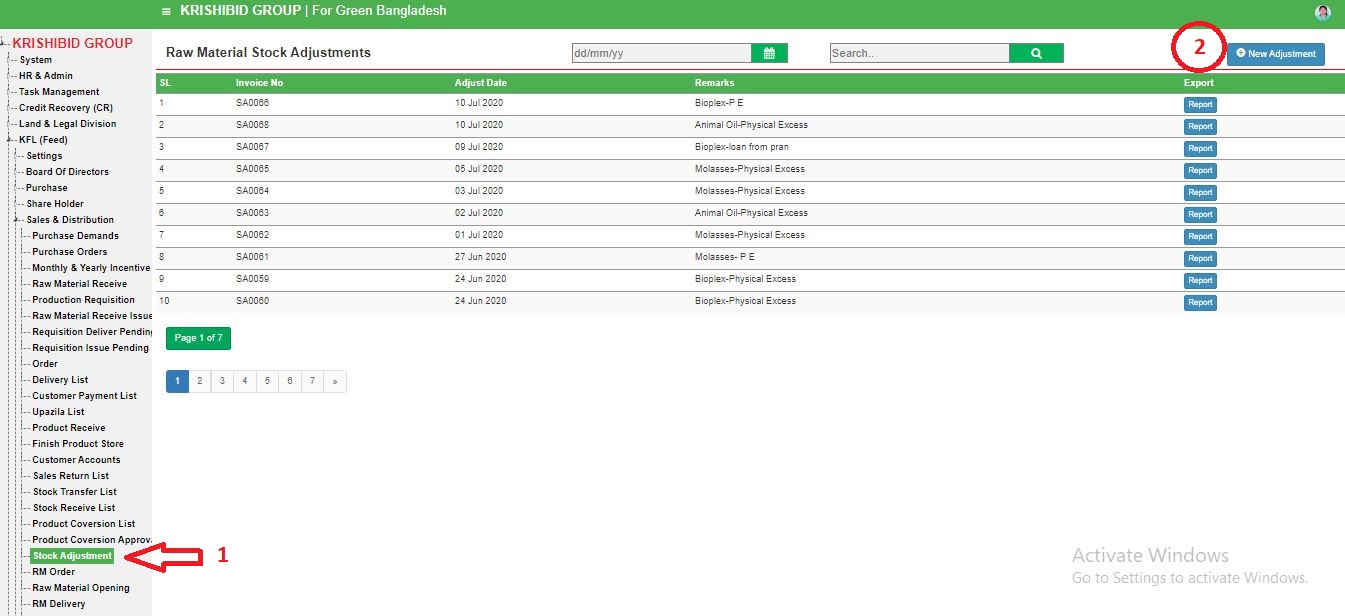 ≡ KRISHIBID GROUP | For Green Bangladesh
KRISHIBID GROUP
System
HR & Admin
Task Management
Credit Recovery (CR)
Land & Legal Division
KFL (Feed)
Settings
Board Of Directors
Purchase
Share Holder
Sales & Distribution
Purchase Demands
Purchase Orders
Monthly & Yearly Incentive
Raw Material Receive
Production Requisition
Raw Material Receive Issue
Requisition Deliver Pending
Requisition Issue Pending
Order
Delivery List
Customer Payment List
Upazila List
Product Receive
Finish Product Store
Customer Accounts
Sales Return List
Stock Transfer List
Stock Receive List
Product Coversion List
Product Coversion Approv
Stock Adjustment
RM Order
Raw Material Opening
RM Delivery
1
Raw Material Stock Adjustments dd/mm/yy Search.. 2 New Adjustment
SL Invoice No Adjust Date Remarks Export
1 SA0066 10 Jul 2020 Bioplex-P E Report
2 SA0068 10 Jul 2020 Animal Oil-Physical Excess Report
3 SA0067 09 Jul 2020 Bioplex-loan from pran Report
4 SA0065 05 Jul 2020 Molasses-Physical Excess Report
5 SA0064 03 Jul 2020 Molasses-Physical Excess Report
6 SA0063 02 Jul 2020 Animal Oil-Physical Excess Report
7 SA0062 01 Jul 2020 Molasses-Physical Excess Report
8 SA0061 27 Jun 2020 Molasses- P E Report
9 SA0059 24 Jun 2020 Bioplex-Physical Excess Report
10 SA0060 24 Jun 2020 Bioplex-Physical Excess Report
Page 1 of 7
1 2 3 4 5 6 7 »
Activate Windows
Go to Settings to activate Windows.